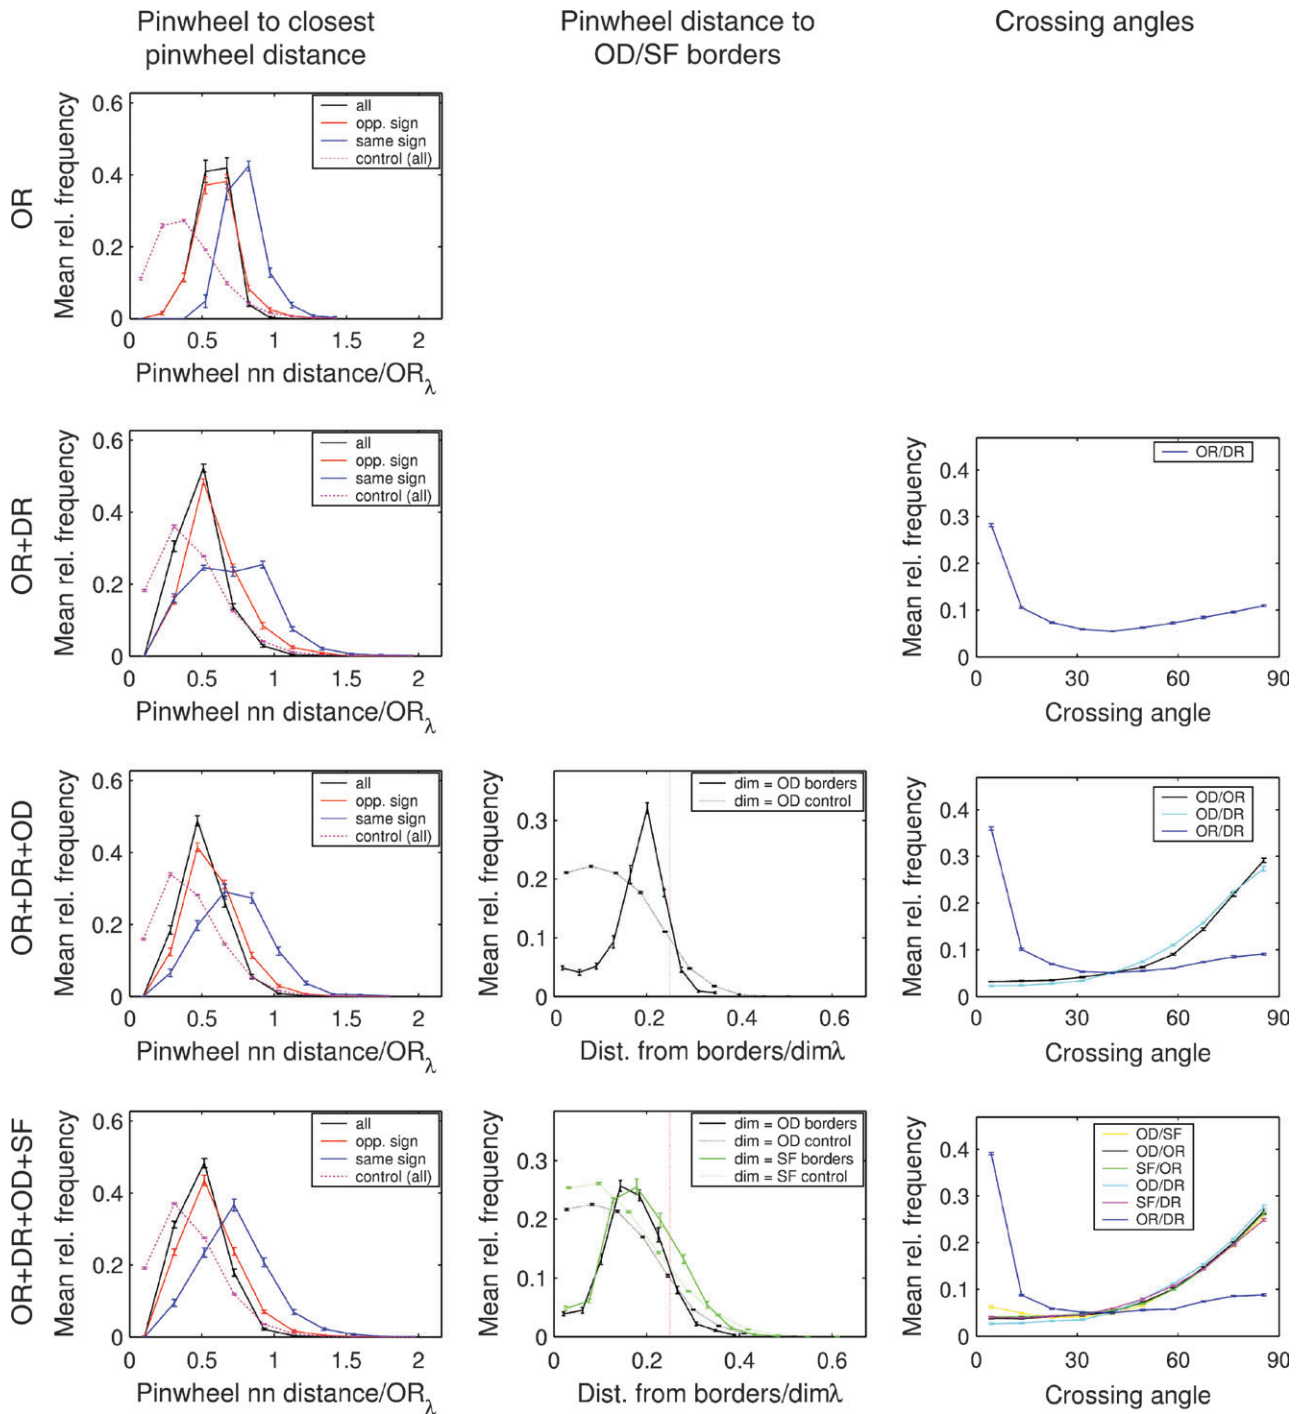 Pinwheel to closest
pinwheel distance
Pinwheel distance to
OD/SF borders
Crossing angles
OR
Mean rel. frequency
0.6
0.4
0.2
0
all
opp. sign
same sign
control (all)
0 0.5 1 1.5 2
Pinwheel nn distance/ORλ
OR+DR
Mean rel. frequency
0.6
0.4
0.2
0
all
opp. sign
same sign
control (all)
0 0.5 1 1.5 2
Pinwheel nn distance/ORλ
Mean rel. frequency
0.4
0.3
0.2
0.1
0
OR/DR
0 30 60 90
Crossing angle
OR+DR+OD
Mean rel. frequency
0.6
0.4
0.2
0
all
opp. sign
same sign
control (all)
0 0.5 1 1.5 2
Pinwheel nn distance/ORλ
Mean rel. frequency
0.3
0.2
0.1
0
dim = OD borders
dim = OD control
0 0.2 0.4 0.6
Dist. from borders/dimλ
Mean rel. frequency
0.4
0.3
0.2
0.1
0
OD/OR
OD/DR
OR/DR
0 30 60 90
Crossing angle
OR+DR+OD+SF
Mean rel. frequency
0.6
0.4
0.2
0
all
opp. sign
same sign
control (all)
0 0.5 1 1.5 2
Pinwheel nn distance/ORλ
Mean rel. frequency
0.3
0.2
0.1
0
dim = OD borders
dim = OD control
dim = SF borders
dim = SF control
0 0.2 0.4 0.6
Dist. from borders/dimλ
Mean rel. frequency
0.4
0.3
0.2
0.1
0
OD/SF
OD/OR
SF/OR
OD/DR
SF/DR
OR/DR
0 30 60 90
Crossing angle